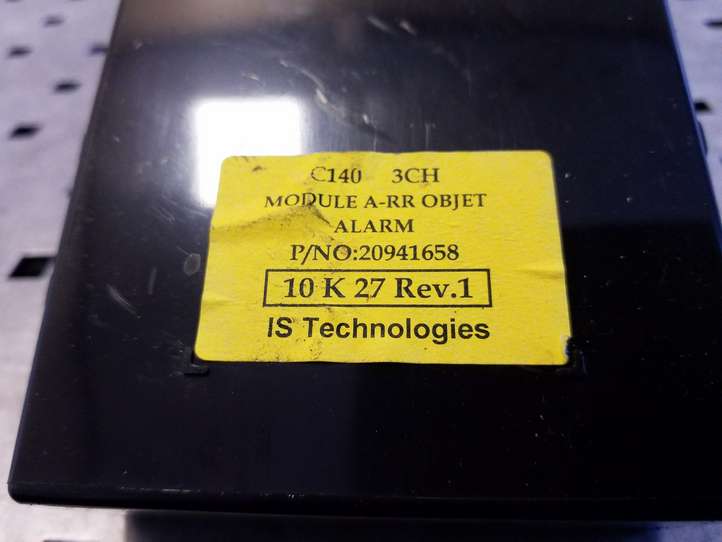 C140 3CH
MODULE A-RR OBJET
ALARM
P/NO:20941658
10 K 27 Rev.1
IS Technologies